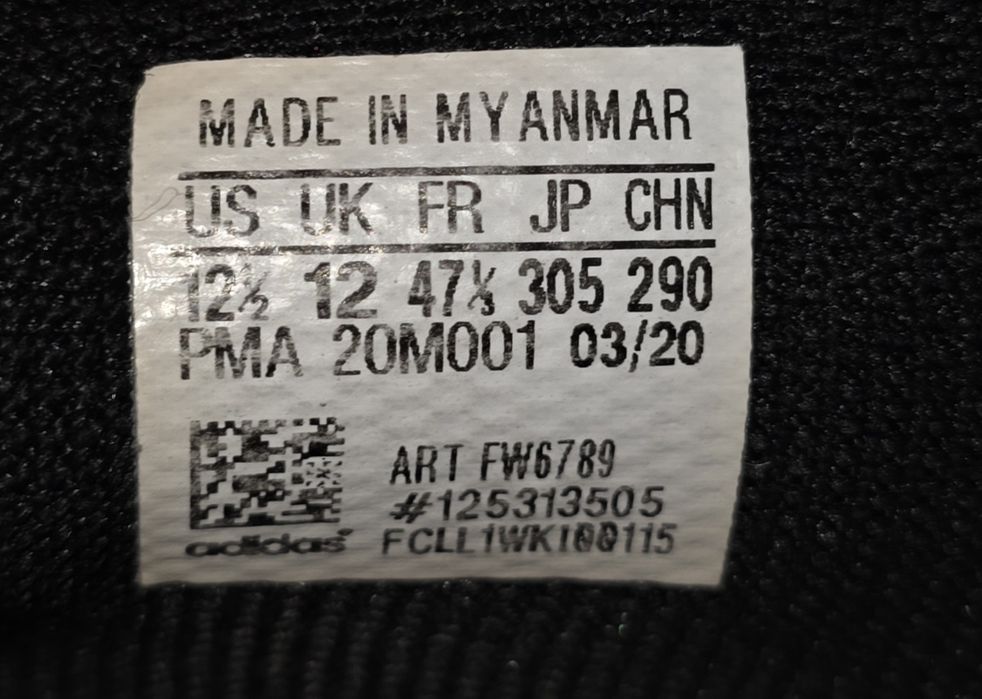 MADE IN MYANMAR
US UK FR JP CHN
12½ 12 47⅓ 305 290
PMA 20M001 03/20
ART FW6789
#125313505
adidas FCLL1WKI00115